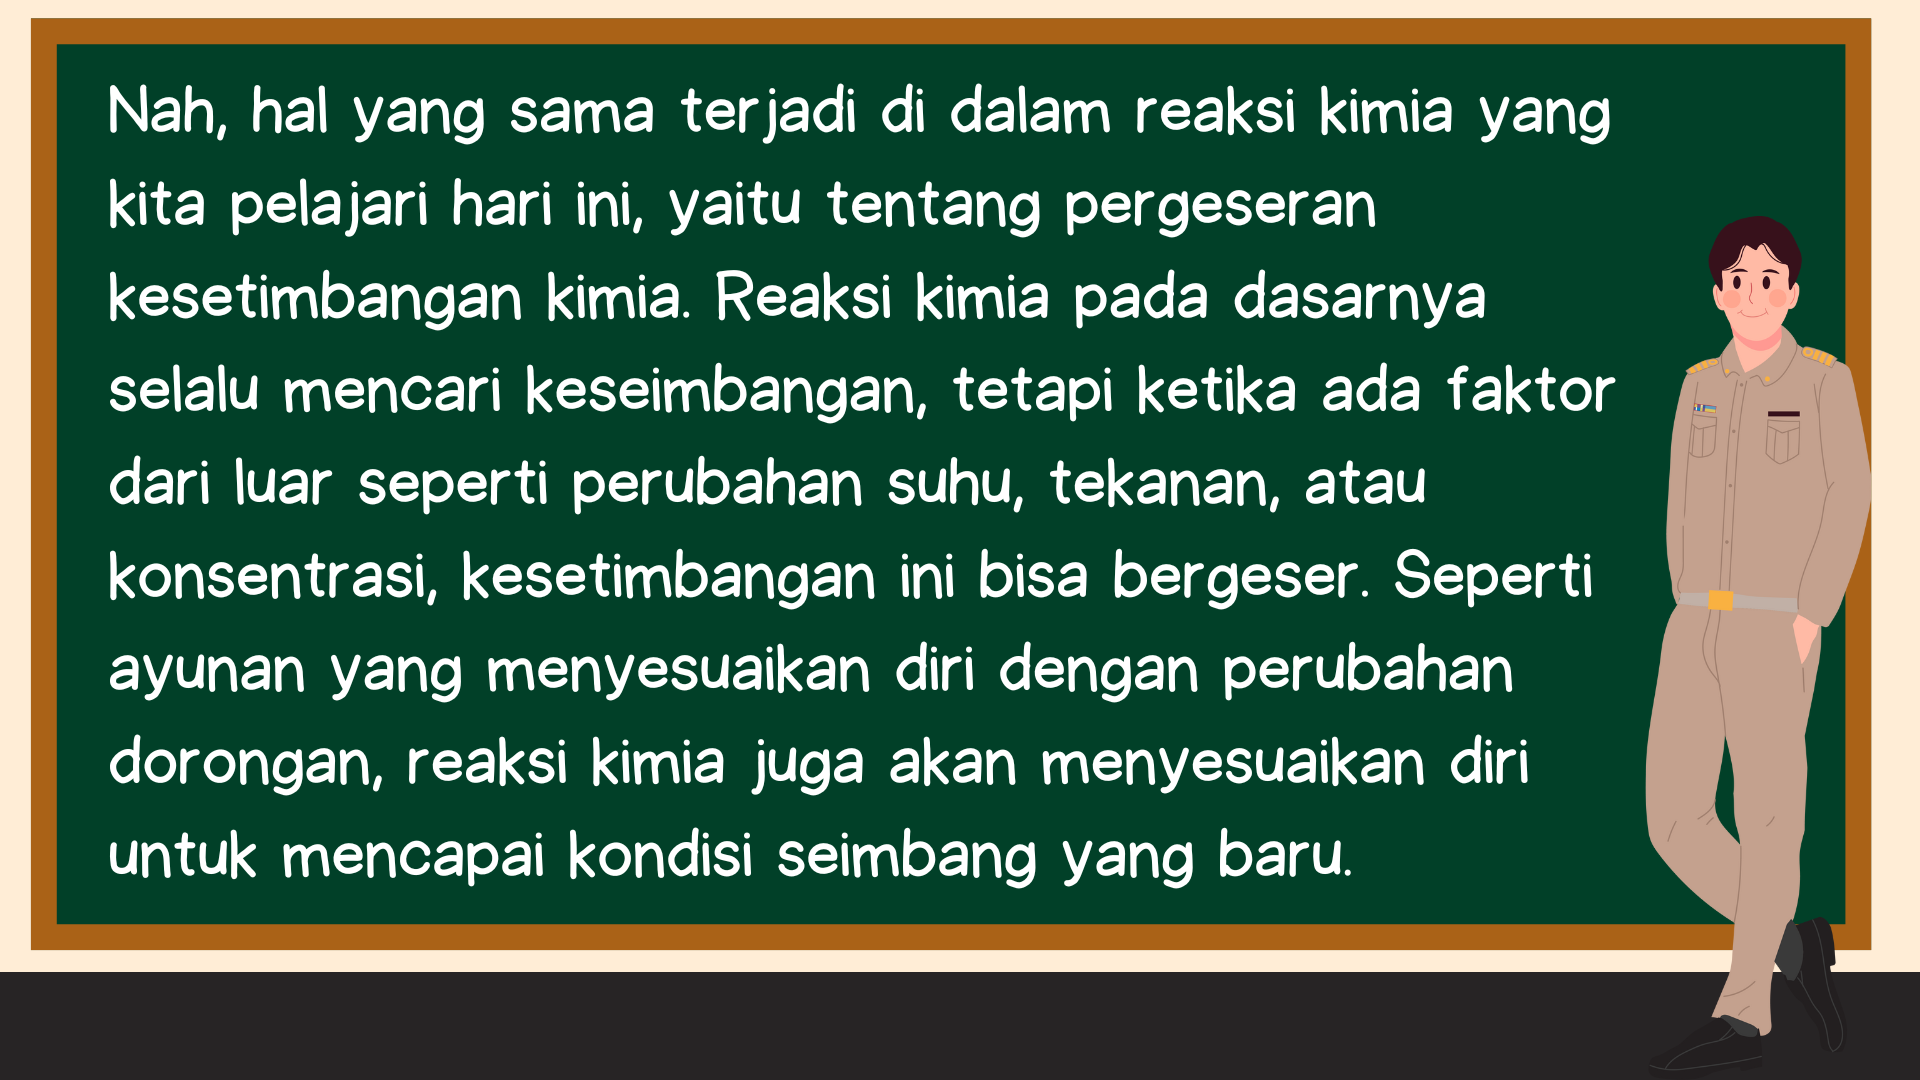 Nah, hal yang sama terjadi di dalam reaksi kimia yang
kita pelajari hari ini, yaitu tentang pergeseran
kesetimbangan kimia. Reaksi kimia pada dasarnya
selalu mencari keseimbangan, tetapi ketika ada faktor
dari luar seperti perubahan suhu, tekanan, atau
konsentrasi, kesetimbangan ini bisa bergeser. Seperti
ayunan yang menyesuaikan diri dengan perubahan
dorongan, reaksi kimia juga akan menyesuaikan diri
untuk mencapai kondisi seimbang yang baru.